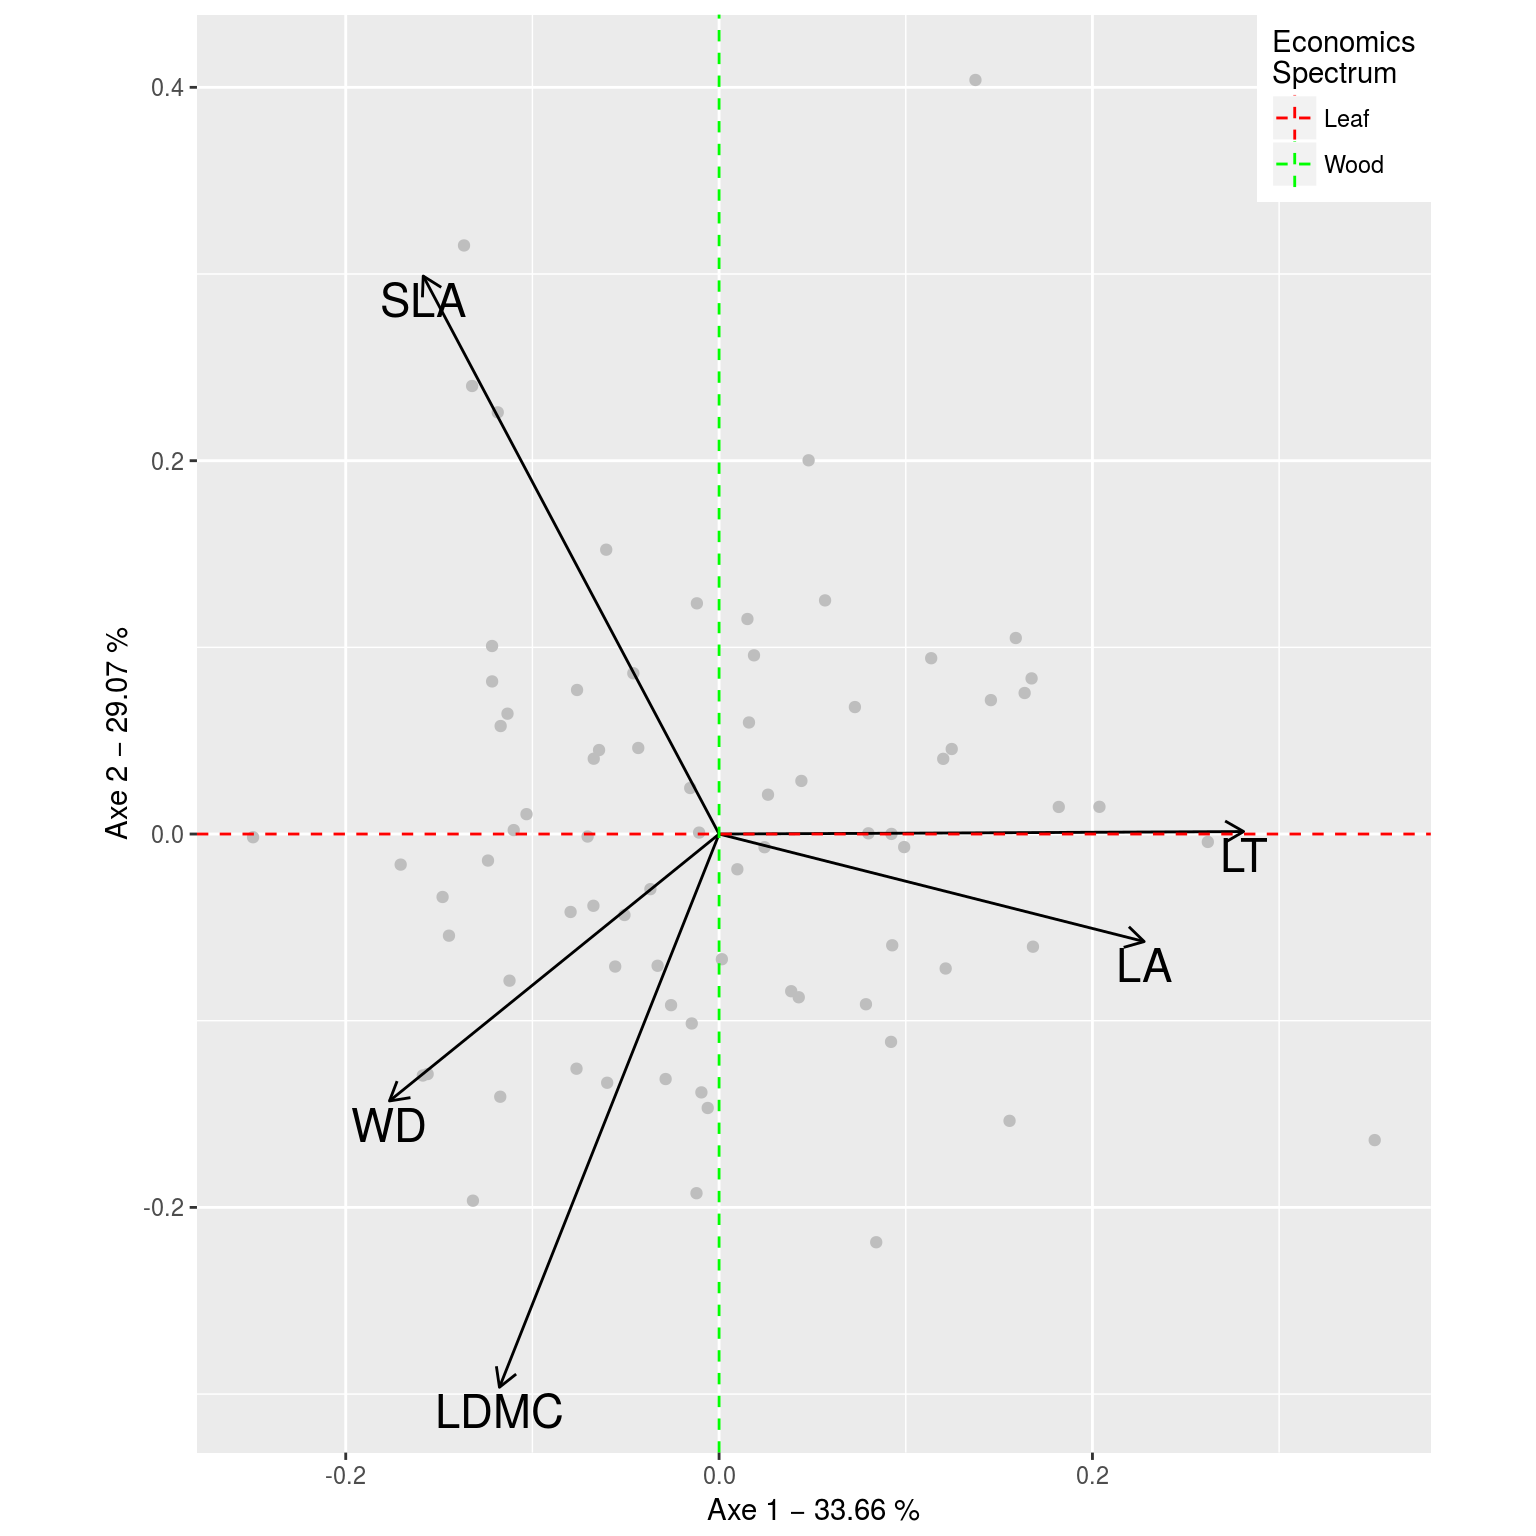 Economics
Spectrum
Leaf
Wood
0.4
0.2
0.0
-0.2
Axe 2 − 29.07 %
SLA
LT
LA
WD
LDMC
-0.2
0.0
0.2
Axe 1 − 33.66 %